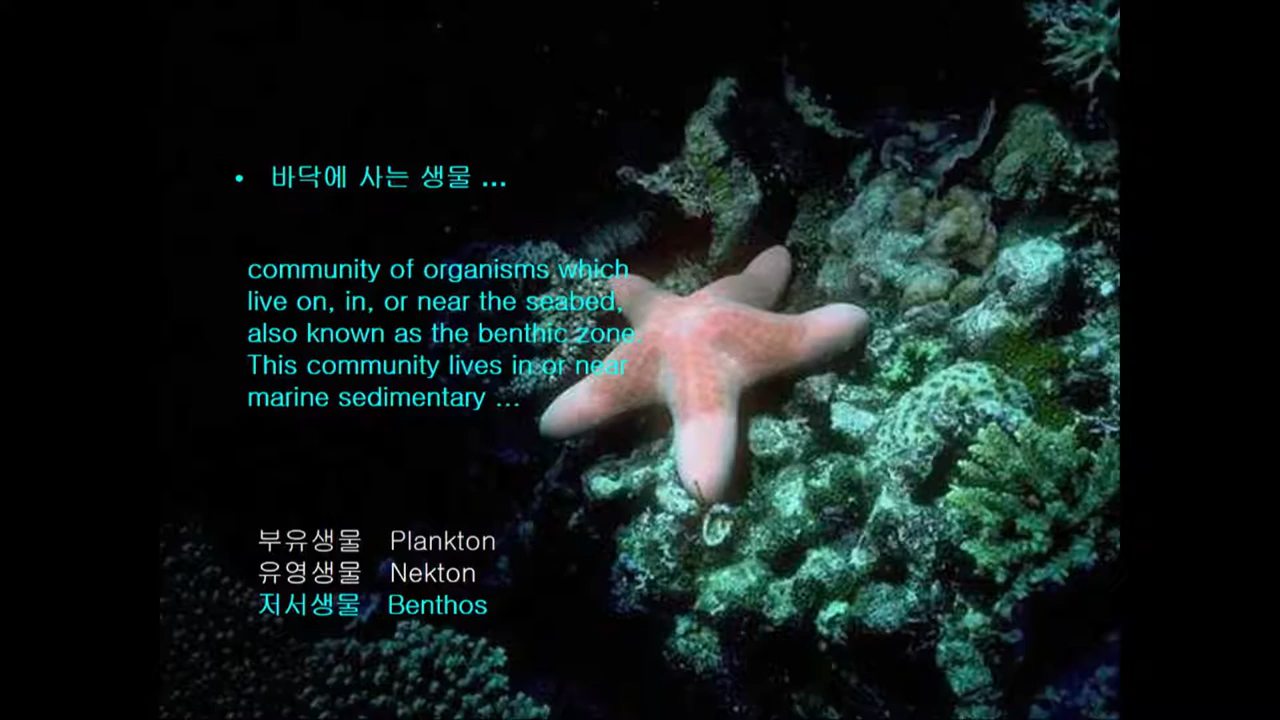 • 바닥에 사는 생물 ...
community of organisms which
live on, in, or near the seabed,
also known as the benthic zone.
This community lives in or near
marine sedimentary ...
부유생물 Plankton
유영생물 Nekton
저서생물 Benthos